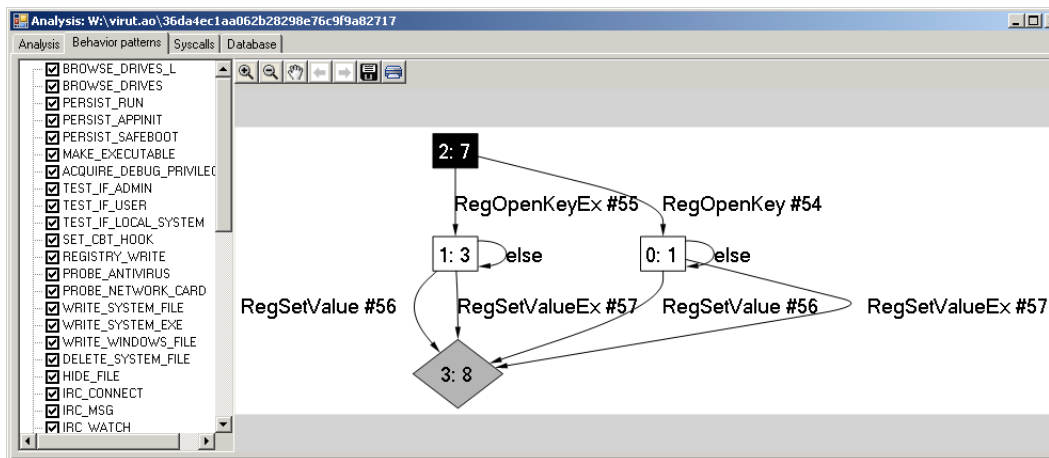 Analysis: W:\virut.ao\36da4ec1aa062b28298e76c9f9a82717
Analysis Behavior patterns Syscalls Database
BROWSE_DRIVES_L
BROWSE_DRIVES
PERSIST_RUN
PERSIST_APPINIT
PERSIST_SAFEBOOT
MAKE_EXECUTABLE
ACQUIRE_DEBUG_PRIVILEG
TEST_IF_ADMIN
TEST_IF_USER
TEST_IF_LOCAL_SYSTEM
SET_CBT_HOOK
REGISTRY_WRITE
PROBE_ANTIVIRUS
PROBE_NETWORK_CARD
WRITE_SYSTEM_FILE
WRITE_SYSTEM_EXE
WRITE_WINDOWS_FILE
DELETE_SYSTEM_FILE
HIDE_FILE
IRC_CONNECT
IRC_MSG
IRC_WATCH
2: 7
RegOpenKeyEx #55 RegOpenKey #54
1: 3 else 0: 1 else
RegSetValue #56 RegSetValueEx #57 RegSetValue #56 RegSetValueEx #57
3: 8